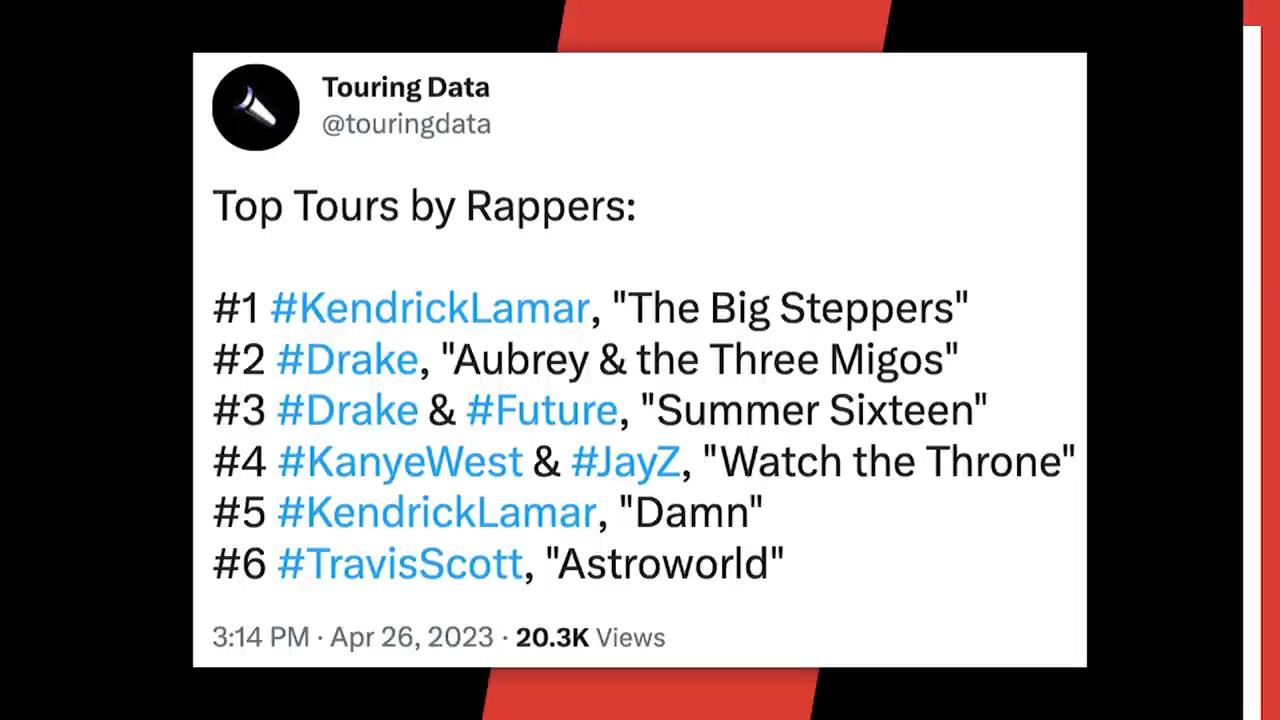 Touring Data
@touringdata
Top Tours by Rappers:
#1 #KendrickLamar, "The Big Steppers"
#2 #Drake, "Aubrey & the Three Migos"
#3 #Drake & #Future, "Summer Sixteen"
#4 #KanyeWest & #JayZ, "Watch the Throne"
#5 #KendrickLamar, "Damn"
#6 #TravisScott, "Astroworld"
3:14 PM · Apr 26, 2023 · 20.3K Views